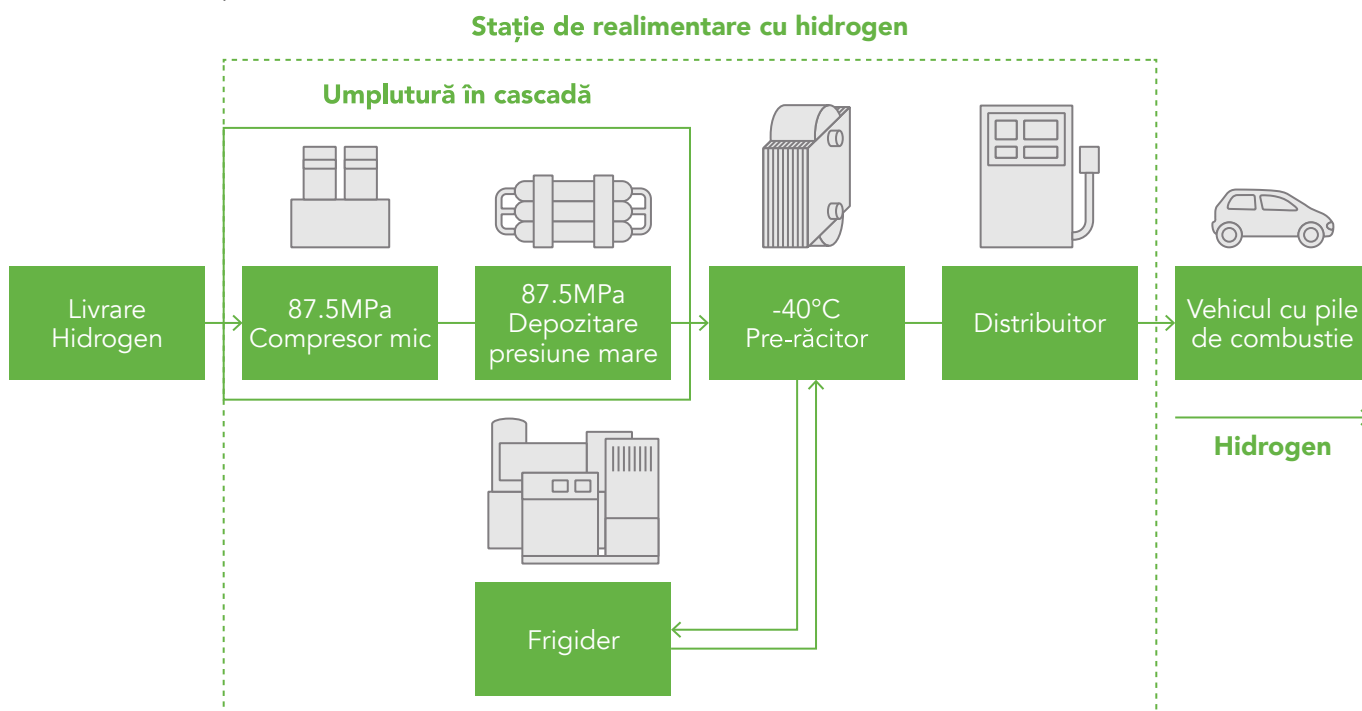 Stație de realimentare cu hidrogen
Umplutură în cascadă
Livrare
Hidrogen
87.5MPa
Compresor mic
87.5MPa
Depozitare
presiune mare
-40°C
Pre-răcitor
Distribuitor
Vehicul cu pile
de combustie
Hidrogen
Frigider